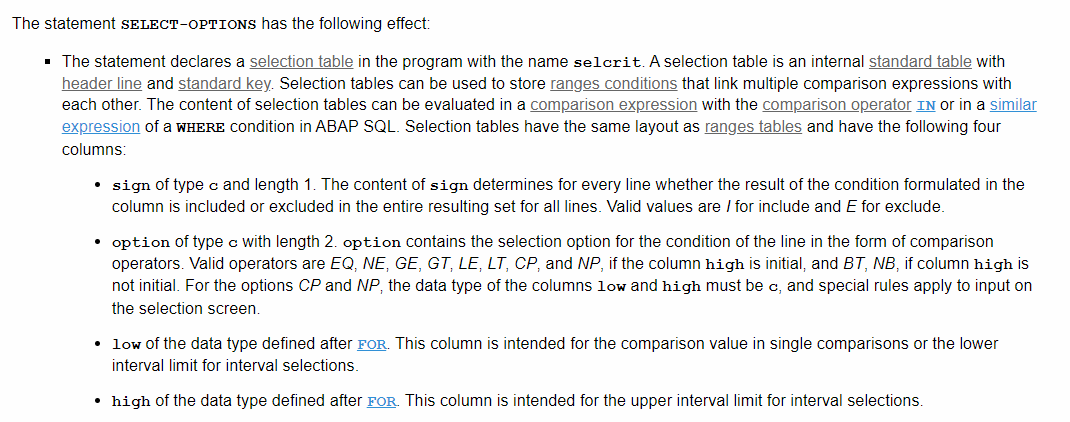 The statement SELECT-OPTIONS has the following effect:
▪ The statement declares a selection table in the program with the name selcrit. A selection table is an internal standard table with
header line and standard key. Selection tables can be used to store ranges conditions that link multiple comparison expressions with
each other. The content of selection tables can be evaluated in a comparison expression with the comparison operator IN or in a similar
expression of a WHERE condition in ABAP SQL. Selection tables have the same layout as ranges tables and have the following four
columns:
• sign of type c and length 1. The content of sign determines for every line whether the result of the condition formulated in the
column is included or excluded in the entire resulting set for all lines. Valid values are I for include and E for exclude.
• option of type c with length 2. option contains the selection option for the condition of the line in the form of comparison
operators. Valid operators are EQ, NE, GE, GT, LE, LT, CP, and NP, if the column high is initial, and BT, NB, if column high is
not initial. For the options CP and NP, the data type of the columns low and high must be c, and special rules apply to input on
the selection screen.
• low of the data type defined after FOR. This column is intended for the comparison value in single comparisons or the lower
interval limit for interval selections.
• high of the data type defined after FOR. This column is intended for the upper interval limit for interval selections.